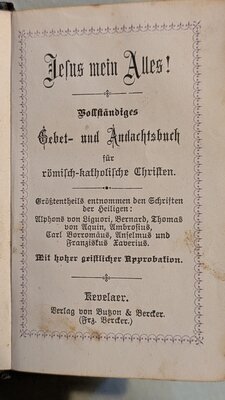 Jesus mein Alles!
Vollständiges
Gebet- und Andachtsbuch
für
römisch-katholische Christen.
Größtentheils entnommen den Schriften
der Heiligen:
Alphons von Liguori, Bernard, Thomas
von Aquin, Ambrosius,
Carl Borromäus, Anselmus und
Franziskus Xaverius.
Mit hoher geistlicher Approbation.
Kevelaer.
Verlag von Butzon & Bercker.
(Frz. Bercker.)